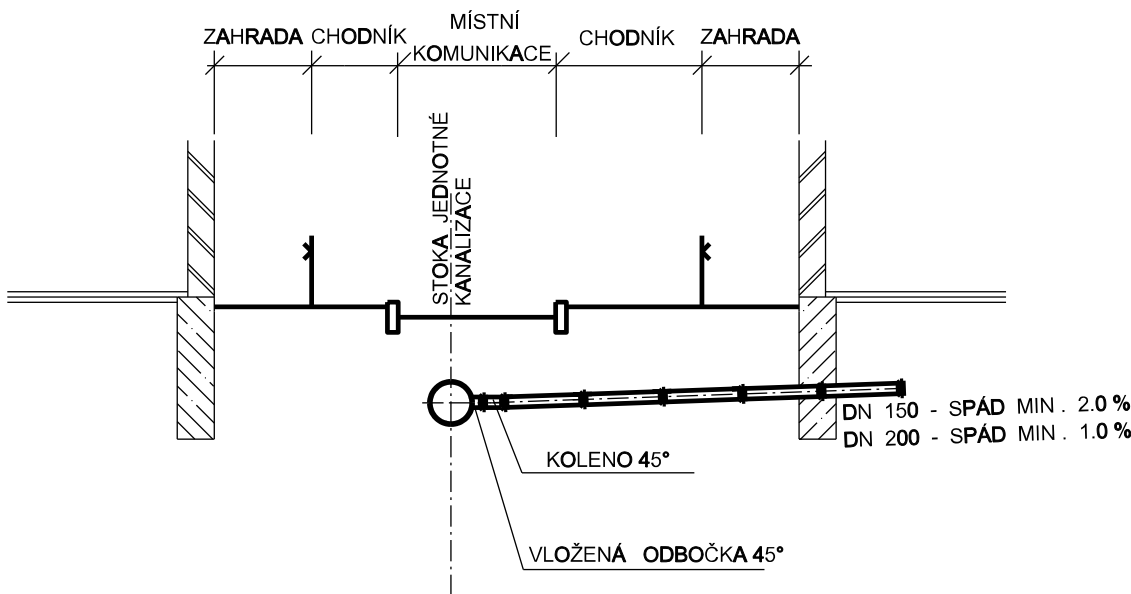 ZAHRADA
CHODNÍK
MÍSTNÍ
KOMUNIKACE
CHODNÍK
ZAHRADA
STOKA JEDNOTNÉ
KANALIZACE
DN 150 - SPÁD MIN . 2.0 %
DN 200 - SPÁD MIN . 1.0 %
KOLENO 45°
VLOŽENÁ ODBOČKA 45°